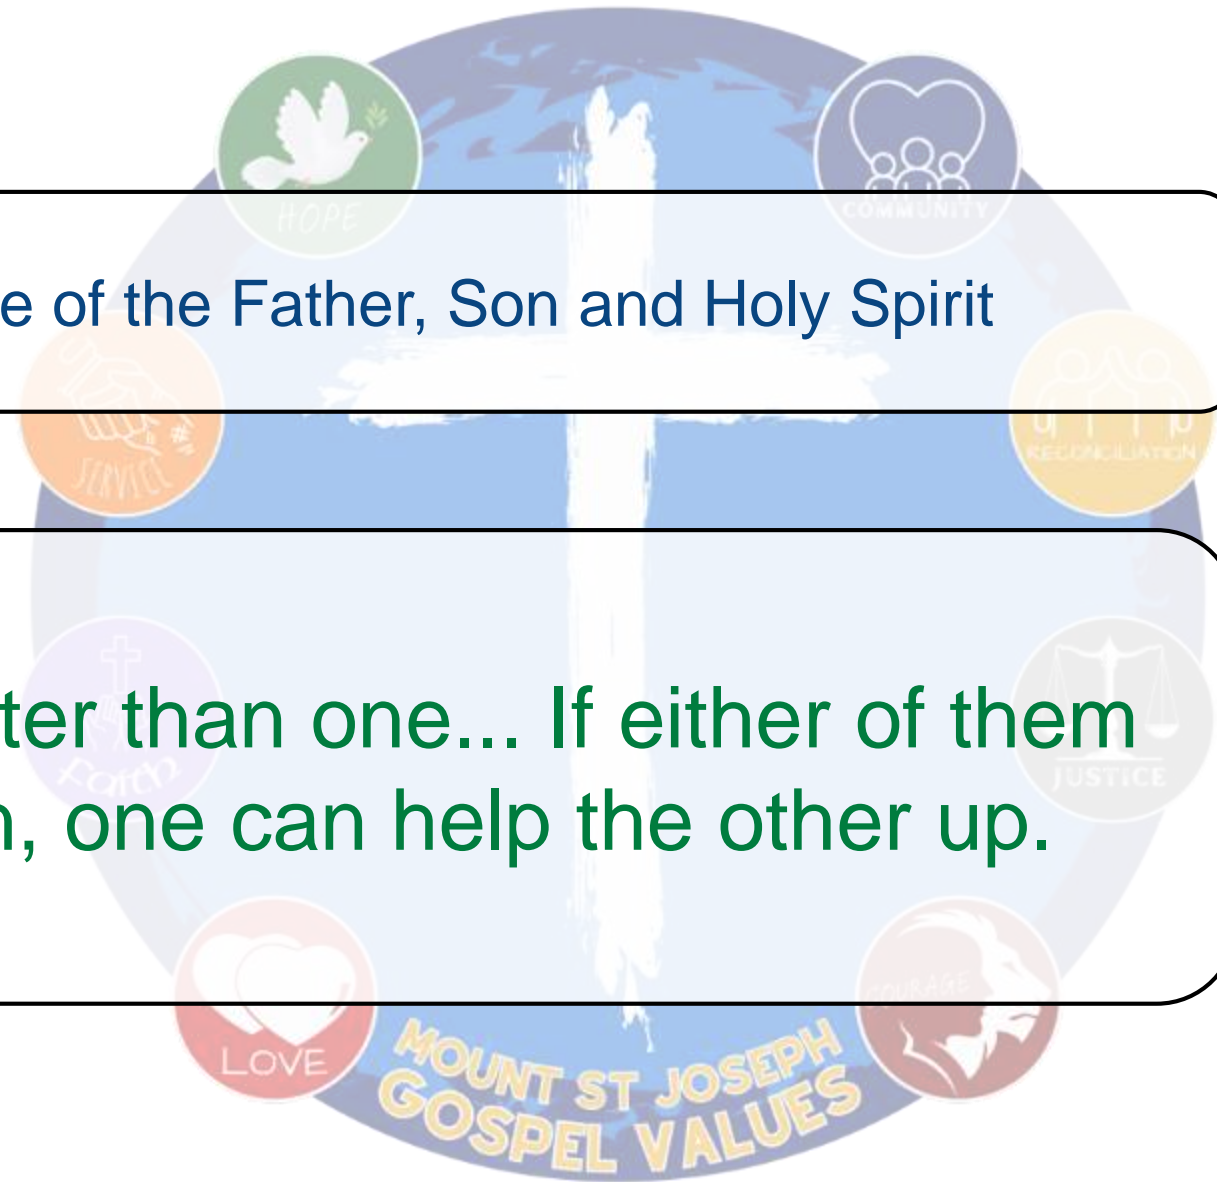 HOPE
COMMUNITY
e of the Father, Son and Holy Spirit
SERVICE
RECONCILIATION
ter than one... If either of them
Faith
JUSTICE
, one can help the other up.
COURAGE
LOVE
MOUNT ST JOSEPH
GOSPEL VALUES